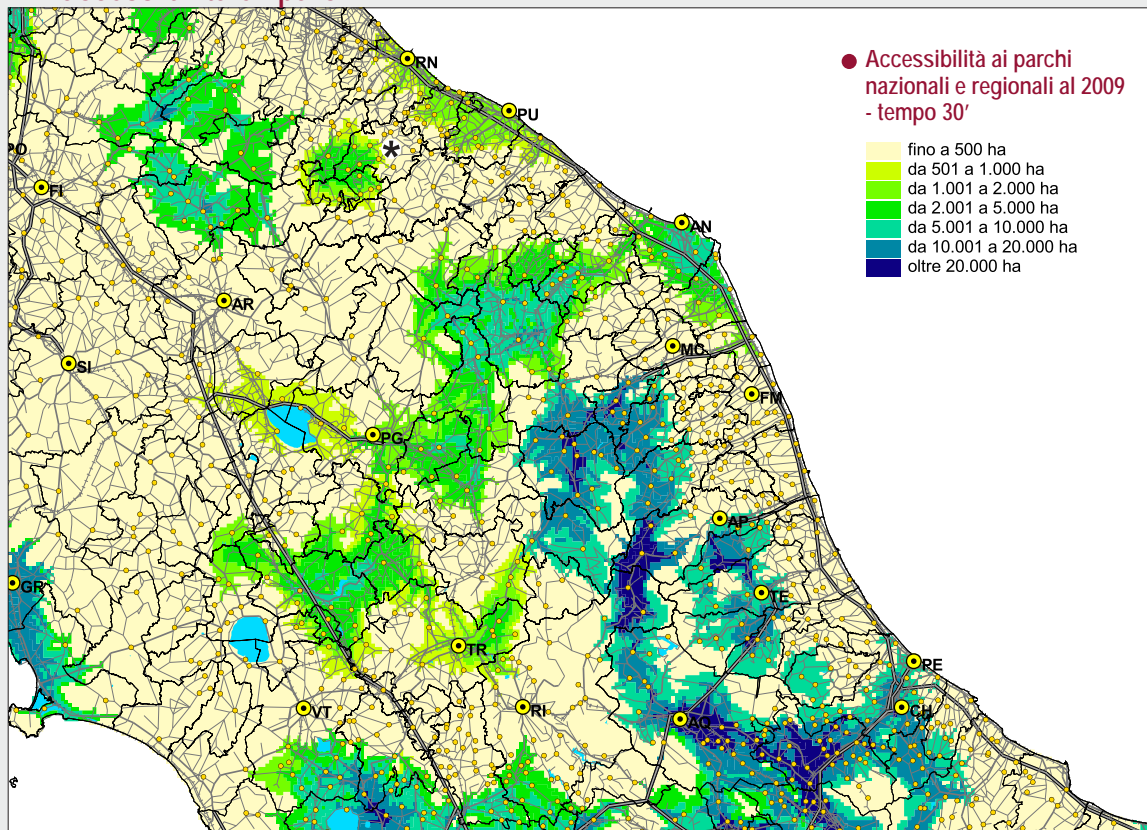 ● Accessibilità ai parchi
nazionali e regionali al 2009
- tempo 30'
fino a 500 ha
da 501 a 1.000 ha
da 1.001 a 2.000 ha
da 2.001 a 5.000 ha
da 5.001 a 10.000 ha
da 10.001 a 20.000 ha
oltre 20.000 ha
RN
PU
*
PO
FI
AN
AR
MC
SI
FM
PG
AP
GR
TE
TR
PE
VT
RI
CH
AQ